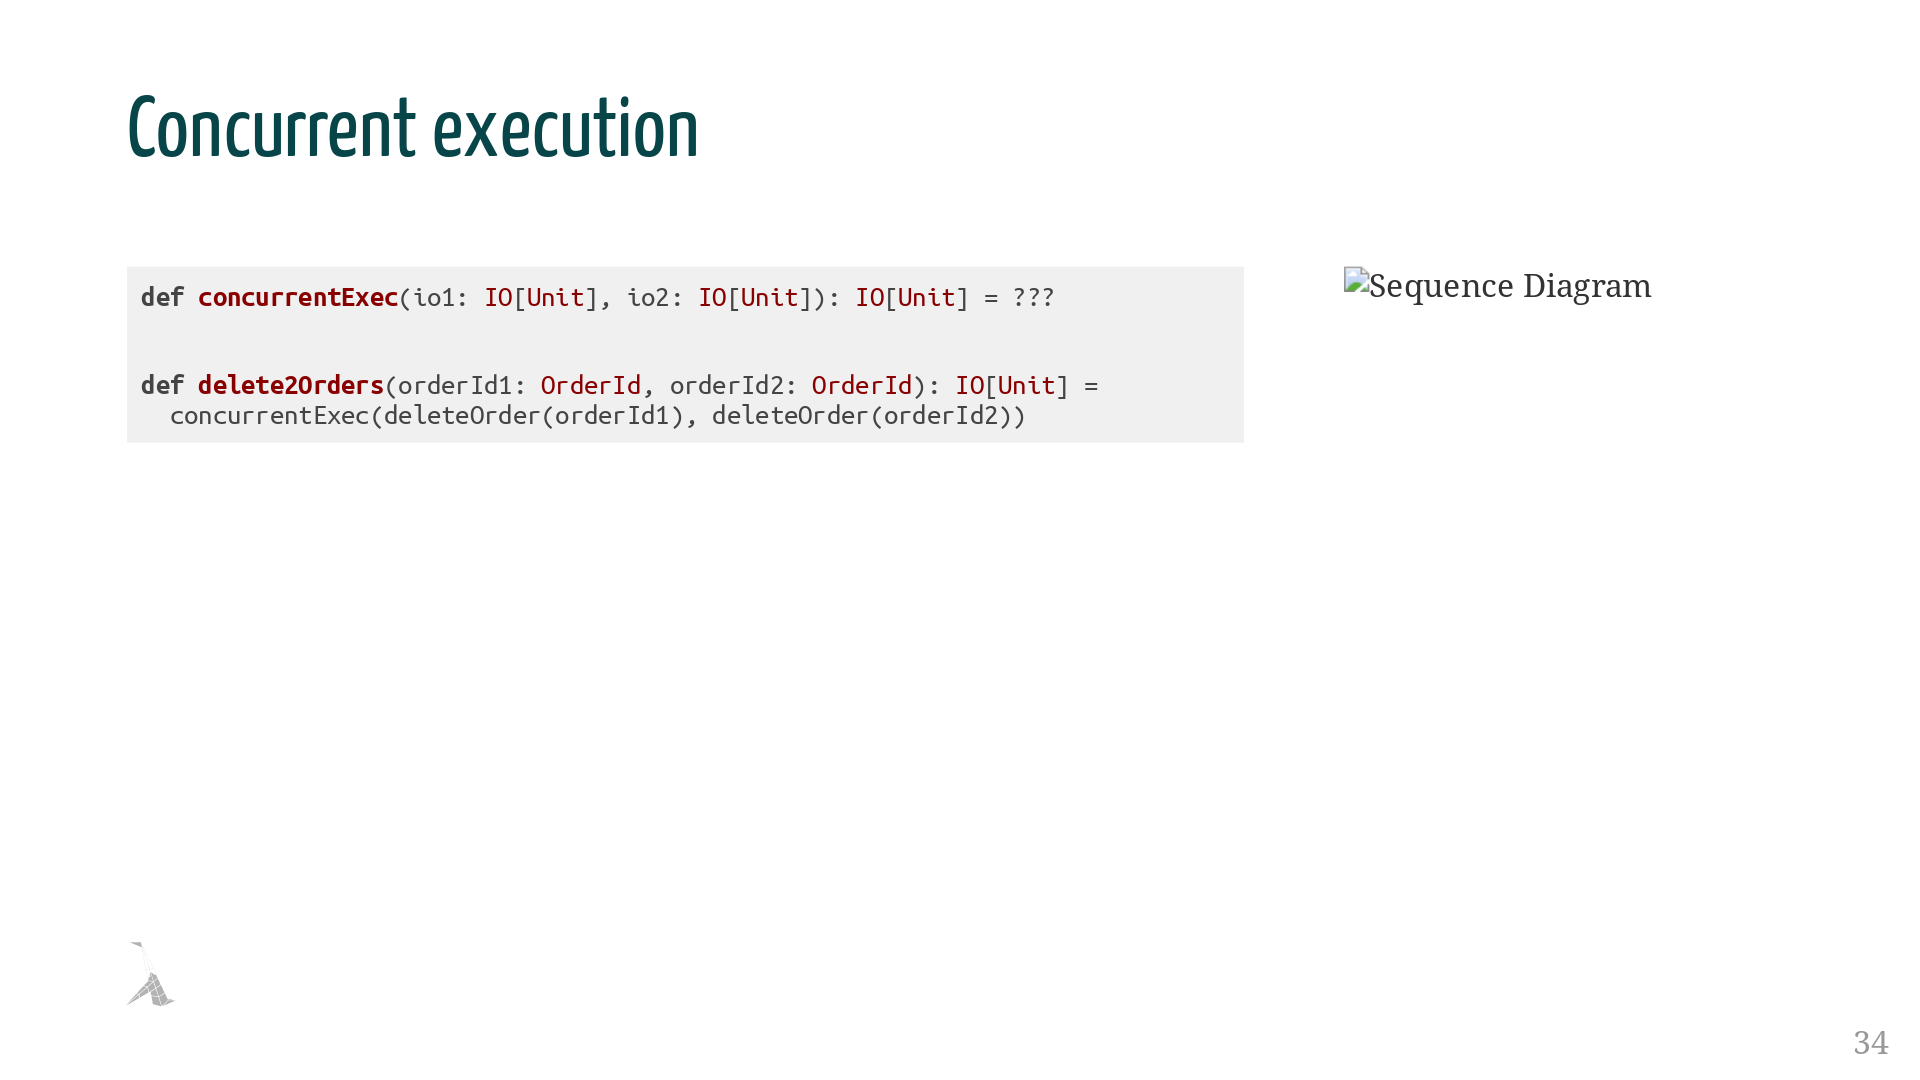 Concurrent execution
def concurrentExec(io1: IO[Unit], io2: IO[Unit]): IO[Unit] = ???
def delete2Orders(orderId1: OrderId, orderId2: OrderId): IO[Unit] =
  concurrentExec(deleteOrder(orderId1), deleteOrder(orderId2))
Sequence Diagram
34